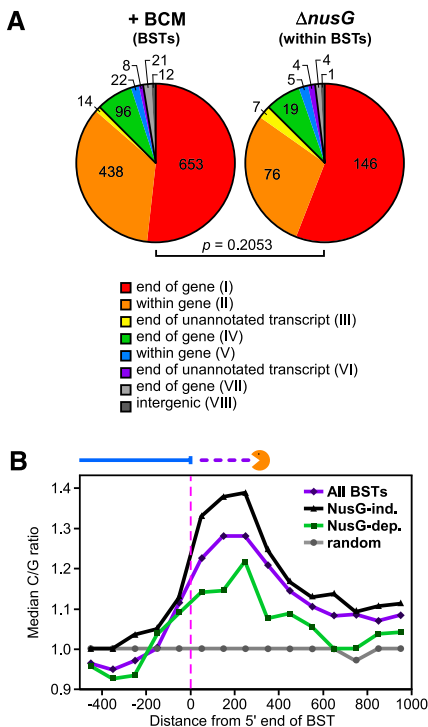 A
+ BCM
(BSTs)
ΔnusG
(within BSTs)
8
21
22
12
14
96
438
653
4
4
5
1
7
19
76
146
p = 0.2053
end of gene (I)
within gene (II)
end of unannotated transcript (III)
end of gene (IV)
within gene (V)
end of unannotated transcript (VI)
end of gene (VII)
intergenic (VIII)
B
All BSTs
NusG-ind.
NusG-dep.
random
Median C/G ratio
1.4
1.3
1.2
1.1
1.0
0.9
-400 -200 0 200 400 600 800 1000
Distance from 5' end of BST